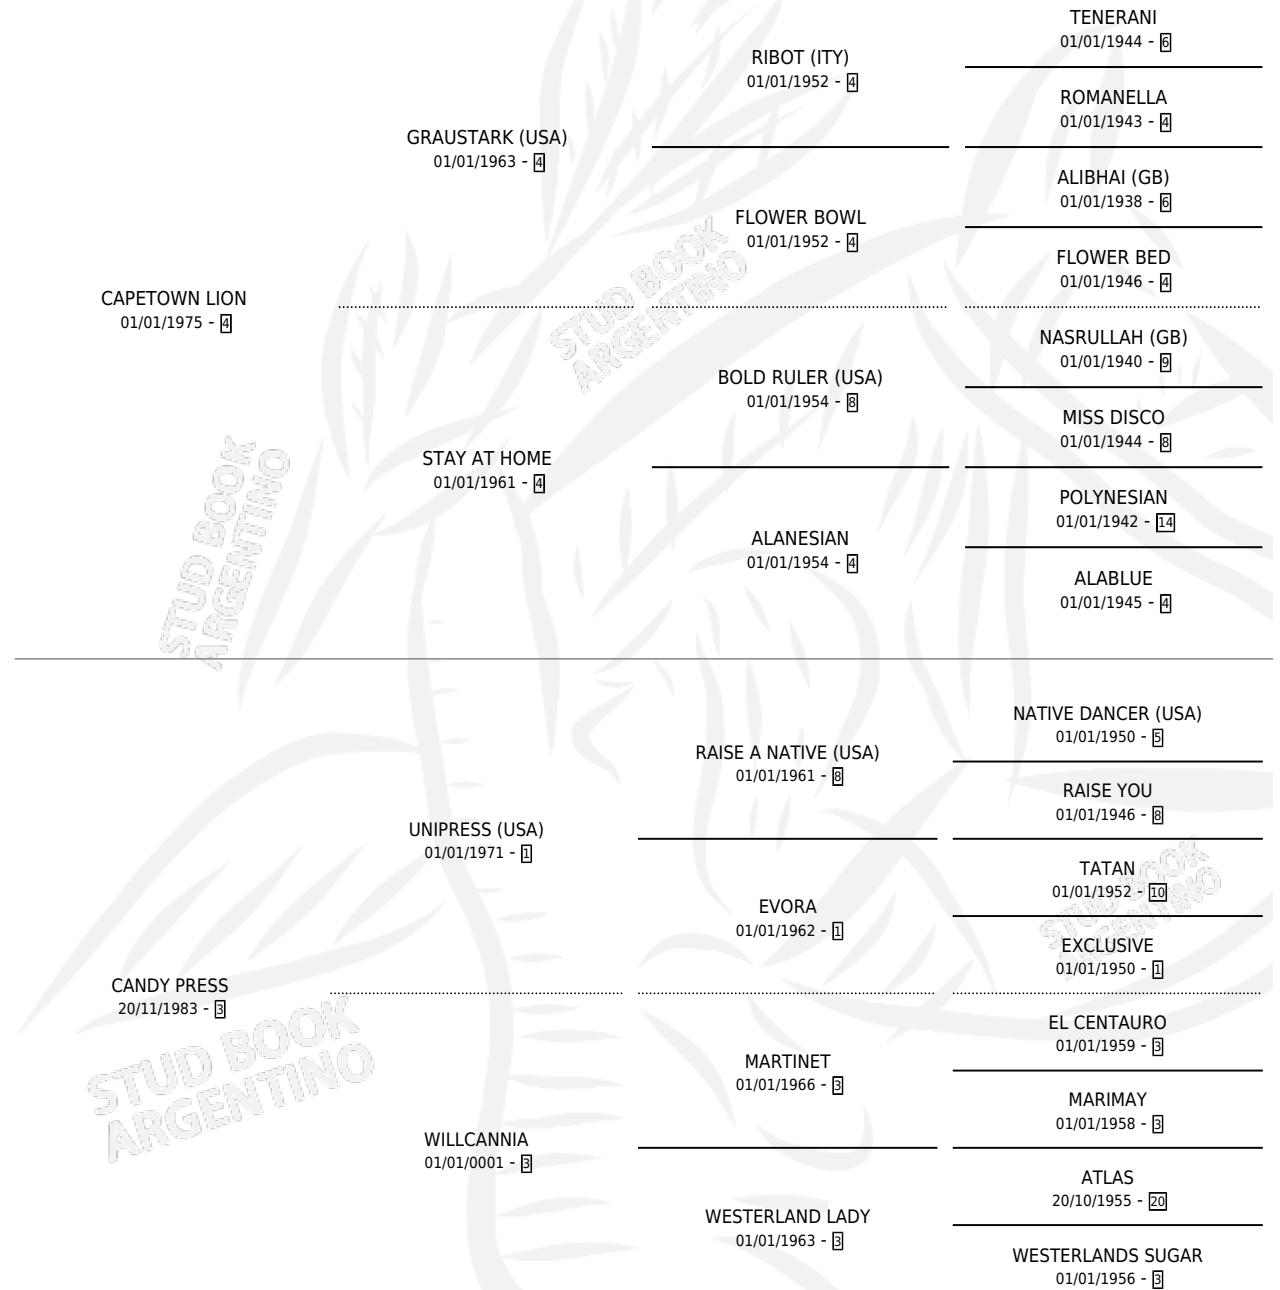 TENERANI
01/01/1944 - 6
RIBOT (ITY)
01/01/1952 - 4
ROMANELLA
01/01/1943 - 4
GRAUSTARK (USA)
01/01/1963 - 4
ALIBHAI (GB)
01/01/1938 - 6
FLOWER BOWL
01/01/1952 - 4
FLOWER BED
01/01/1946 - 4
CAPETOWN LION
01/01/1975 - 4
NASRULLAH (GB)
01/01/1940 - 9
BOLD RULER (USA)
01/01/1954 - 8
MISS DISCO
01/01/1944 - 8
STAY AT HOME
01/01/1961 - 4
POLYNESIAN
01/01/1942 - 14
ALANESIAN
01/01/1954 - 4
ALABLUE
01/01/1945 - 4
NATIVE DANCER (USA)
01/01/1950 - 5
RAISE A NATIVE (USA)
01/01/1961 - 8
RAISE YOU
01/01/1946 - 8
UNIPRESS (USA)
01/01/1971 - 1
TATAN
01/01/1952 - 10
EVORA
01/01/1962 - 1
EXCLUSIVE
01/01/1950 - 1
CANDY PRESS
20/11/1983 - 3
EL CENTAURO
01/01/1959 - 3
MARTINET
01/01/1966 - 3
MARIMAY
01/01/1958 - 3
WILLCANNIA
01/01/0001 - 3
ATLAS
20/10/1955 - 20
WESTERLAND LADY
01/01/1963 - 3
WESTERLANDS SUGAR
01/01/1956 - 3
STUD BOOK
ARGENTINO
STUD BOOK
ARGENTINO
STUD BOOK
ARGENTINO
STUD BOOK
ARGENTINO